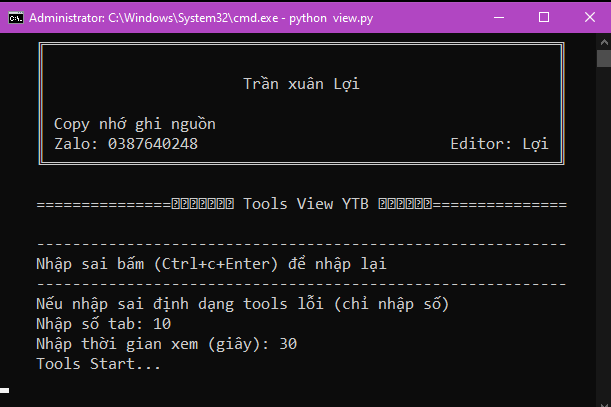 Administrator: C:\Windows\System32\cmd.exe - python view.py
Trần xuân Lợi
Copy nhớ ghi nguồn
Zalo: 0387640248 Editor: Lợi
===============⍰⍰⍰⍰⍰⍰⍰ Tools View YTB ⍰⍰⍰⍰⍰⍰===============
-----------------------------------------------------------
Nhập sai bấm (Ctrl+c+Enter) để nhập lại
-----------------------------------------------------------
Nếu nhập sai định dạng tools lỗi (chỉ nhập số)
Nhập số tab: 10
Nhập thời gian xem (giây): 30
Tools Start...